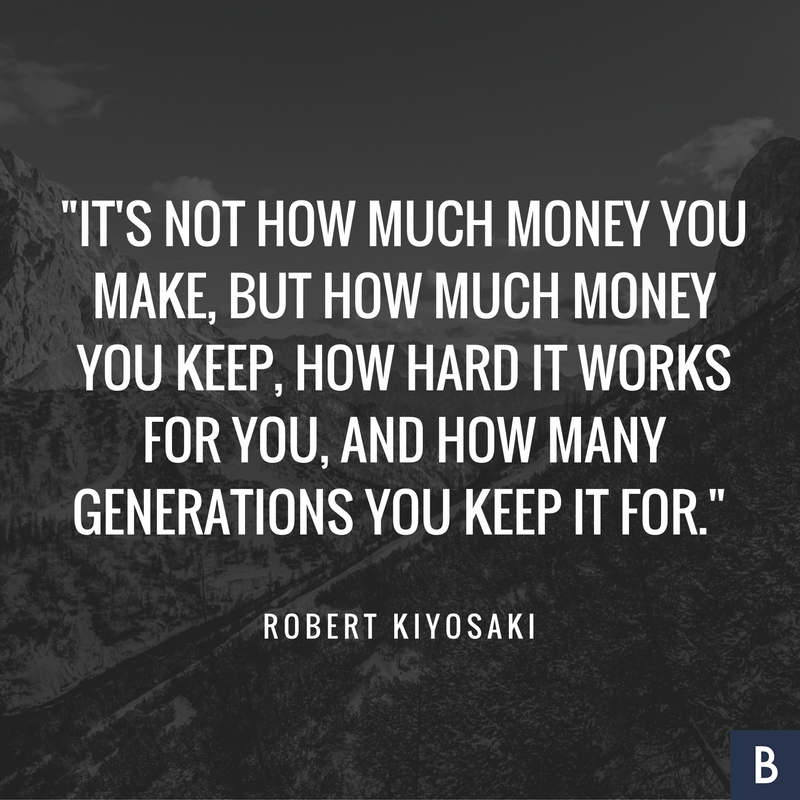 "IT'S NOT HOW MUCH MONEY YOU
MAKE, BUT HOW MUCH MONEY
YOU KEEP, HOW HARD IT WORKS
FOR YOU, AND HOW MANY
GENERATIONS YOU KEEP IT FOR."
ROBERT KIYOSAKI
B